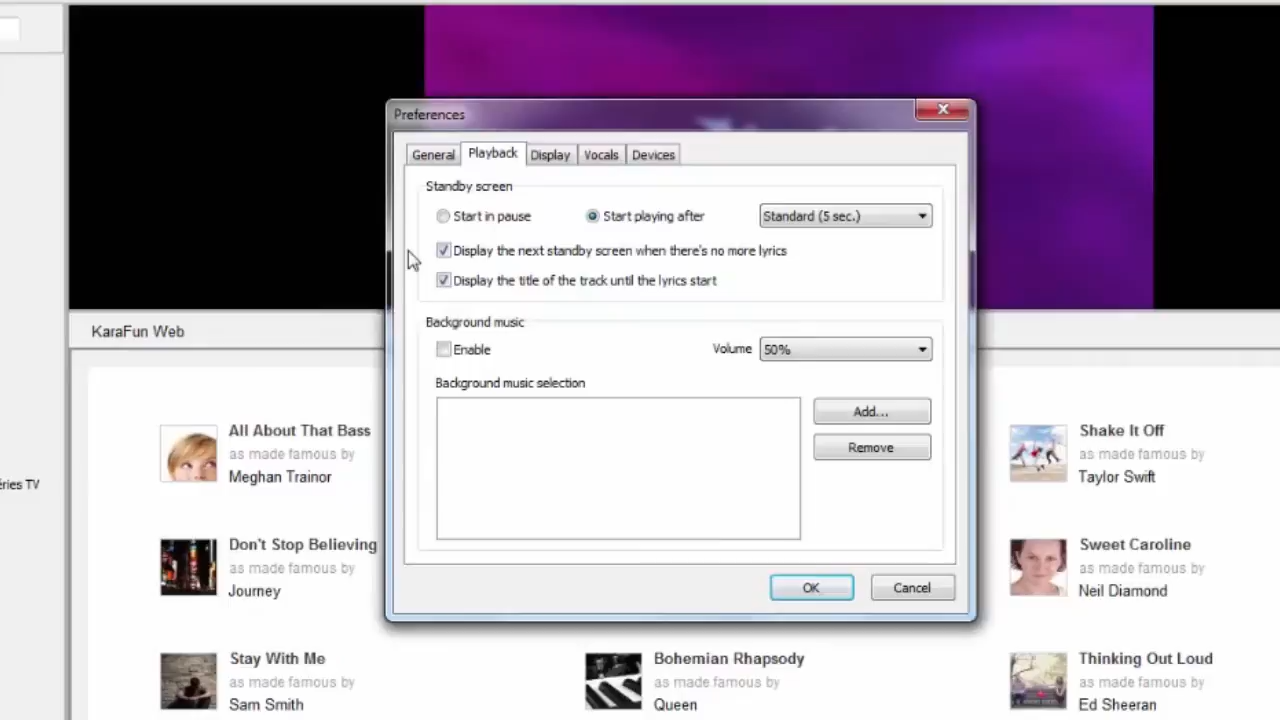 Preferences
General
Playback
Display
Vocals
Devices
Standby screen
Start in pause
Start playing after
Standard (5 sec.)
Display the next standby screen when there's no more lyrics
Display the title of the track until the lyrics start
Background music
Enable
Volume
50%
Background music selection
Add...
Remove
OK
Cancel
KaraFun Web
éries TV
All About That Bass
as made famous by
Meghan Trainor
Shake It Off
as made famous by
Taylor Swift
Don't Stop Believing
as made famous by
Journey
Sweet Caroline
as made famous by
Neil Diamond
Stay With Me
as made famous by
Sam Smith
Bohemian Rhapsody
as made famous by
Queen
Thinking Out Loud
as made famous by
Ed Sheeran